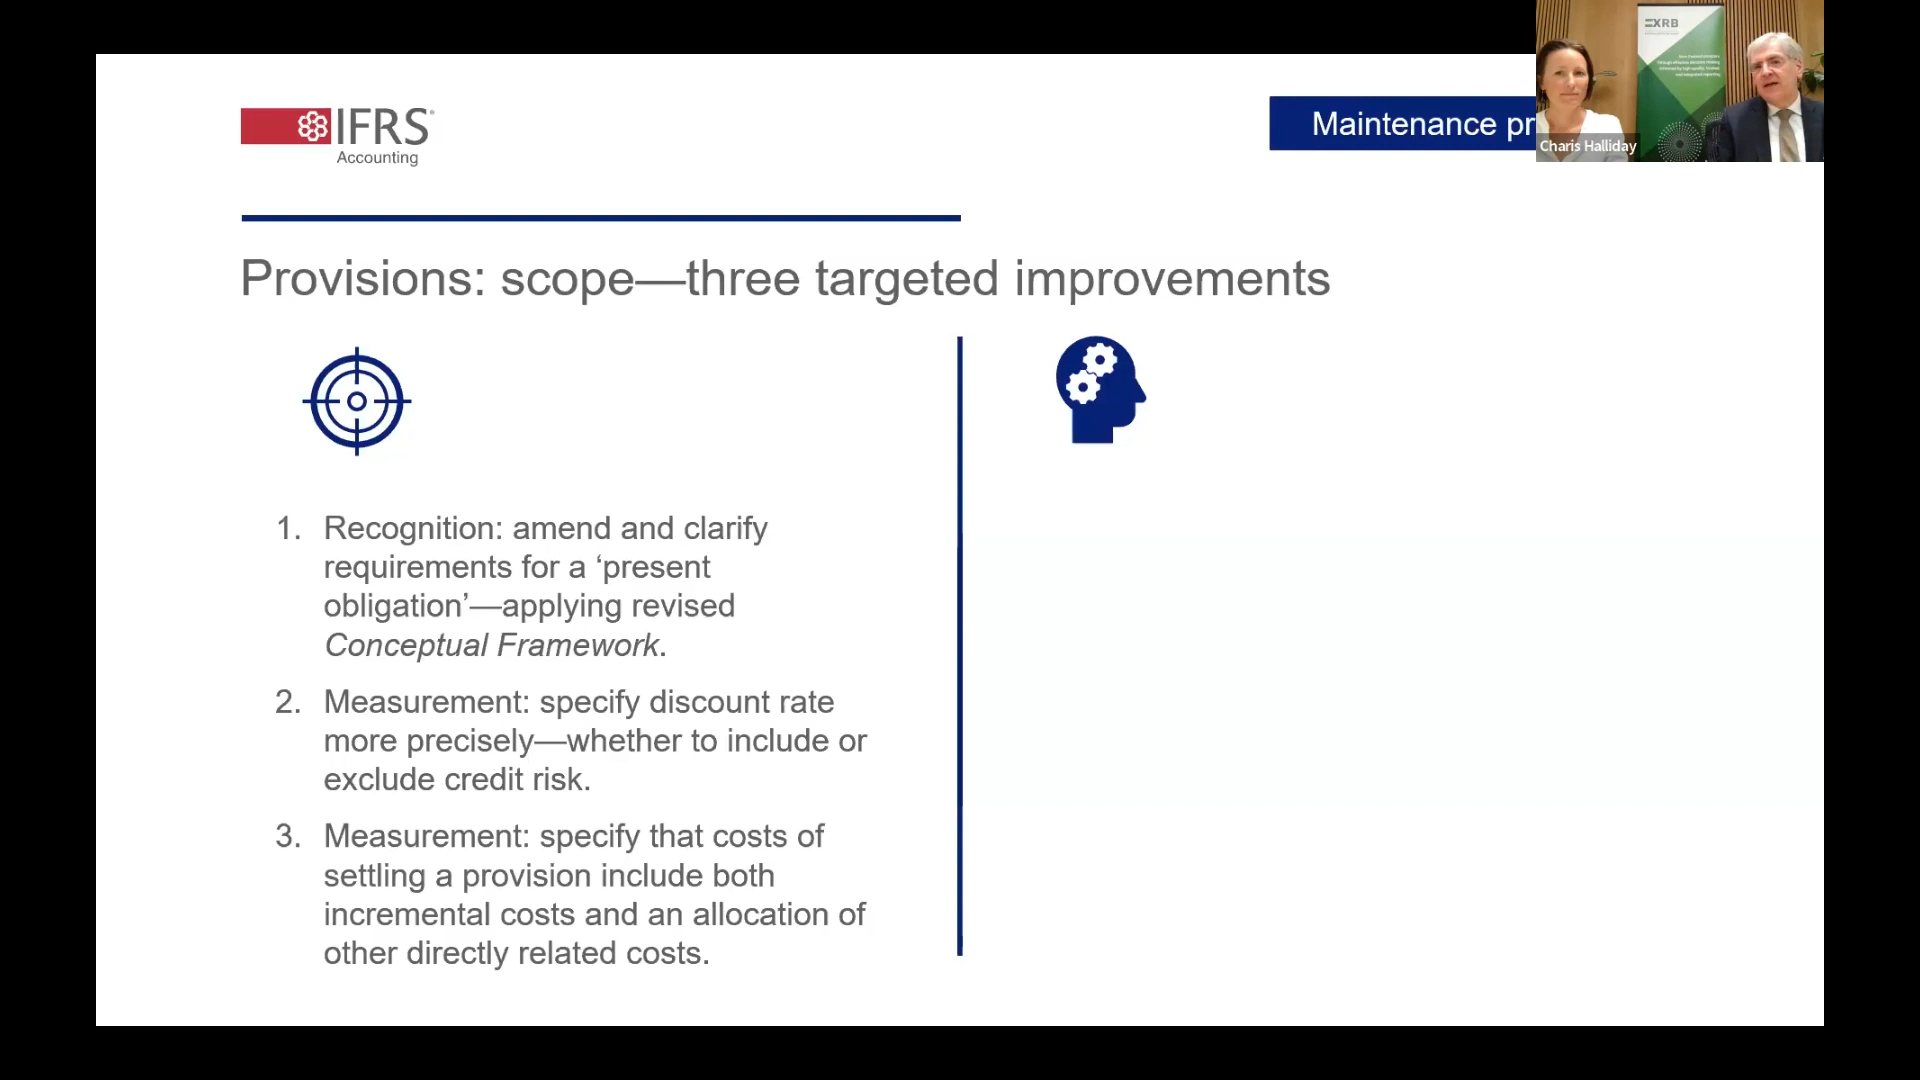 IFRS®
Accounting
Maintenance pr
XRB
Charis Halliday
Provisions: scope—three targeted improvements
1. Recognition: amend and clarify
requirements for a ‘present
obligation’—applying revised
Conceptual Framework.
2. Measurement: specify discount rate
more precisely—whether to include or
exclude credit risk.
3. Measurement: specify that costs of
settling a provision include both
incremental costs and an allocation of
other directly related costs.